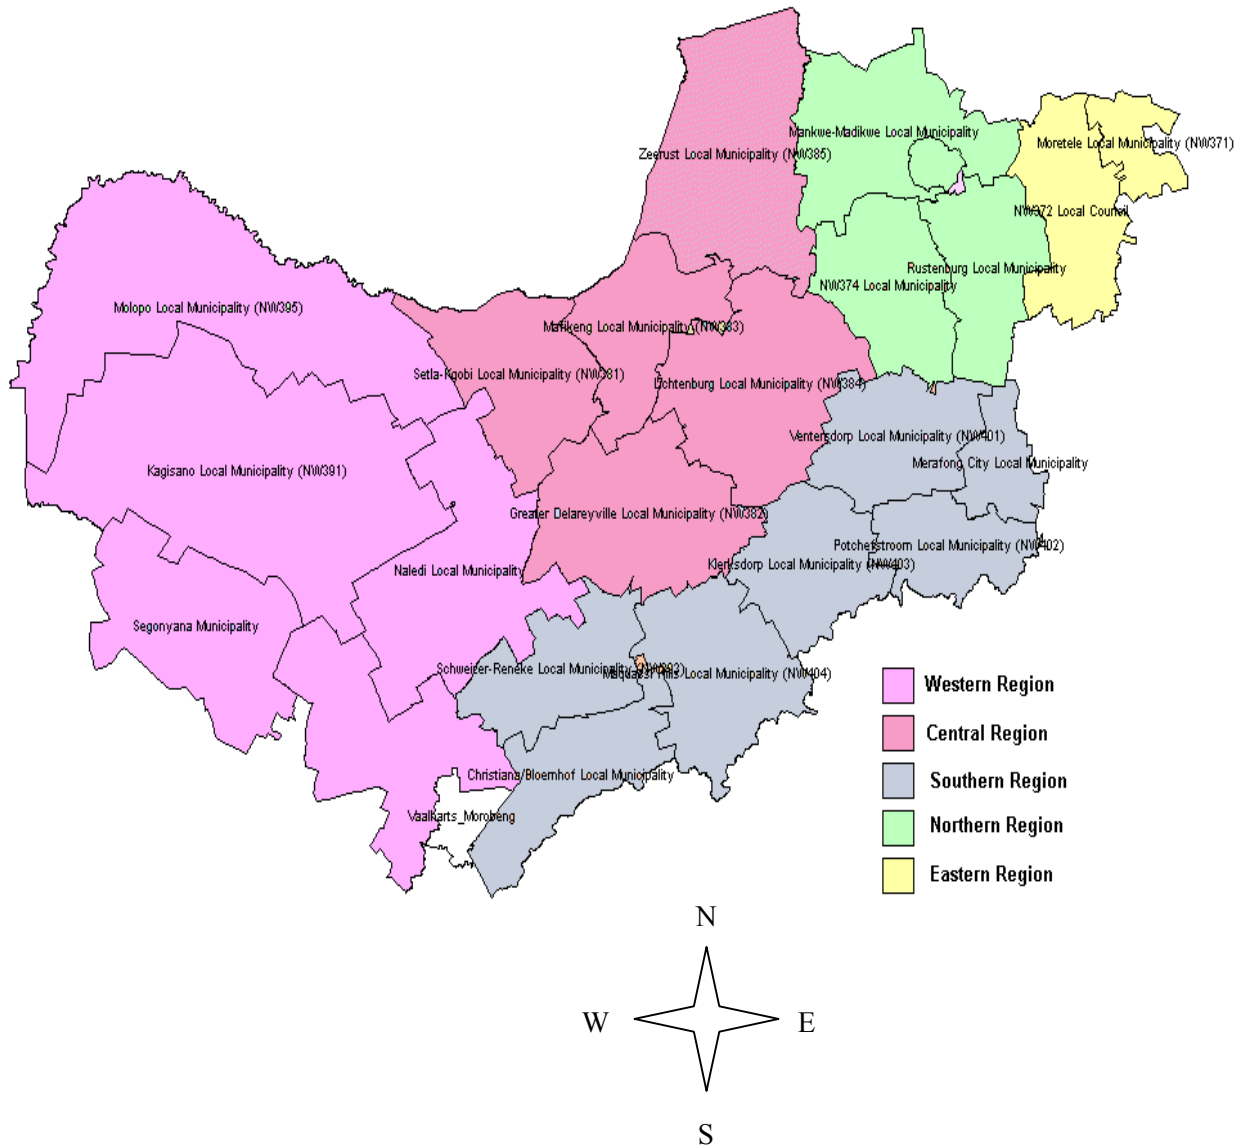 Mankwe-Madikwe Local Municipality
Moretele Local Municipality (NW371)
Zeerust Local Municipality (NW385)
NW372 Local Council
Rustenburg Local Municipality
NW374 Local Municipality
Molopo Local Municipality (NW395)
Mafikeng Local Municipality (NW383)
Setla-Kgobi Local Municipality (NW381)
Lichtenburg Local Municipality (NW384)
Ventersdorp Local Municipality (NW401)
Merafong City Local Municipality
Kagisano Local Municipality (NW391)
Greater Delareyville Local Municipality (NW382)
Potchefstroom Local Municipality (NW402)
Klerksdorp Local Municipality (NW403)
Naledi Local Municipality
Segonyana Municipality
Schweizer-Reneke Local Municipality (NW393)
Maquassi Hills Local Municipality (NW404)
Christiana/Bloemhof Local Municipality
Vaalharts_Morobeng
Western Region
Central Region
Southern Region
Northern Region
Eastern Region
N
W
E
S